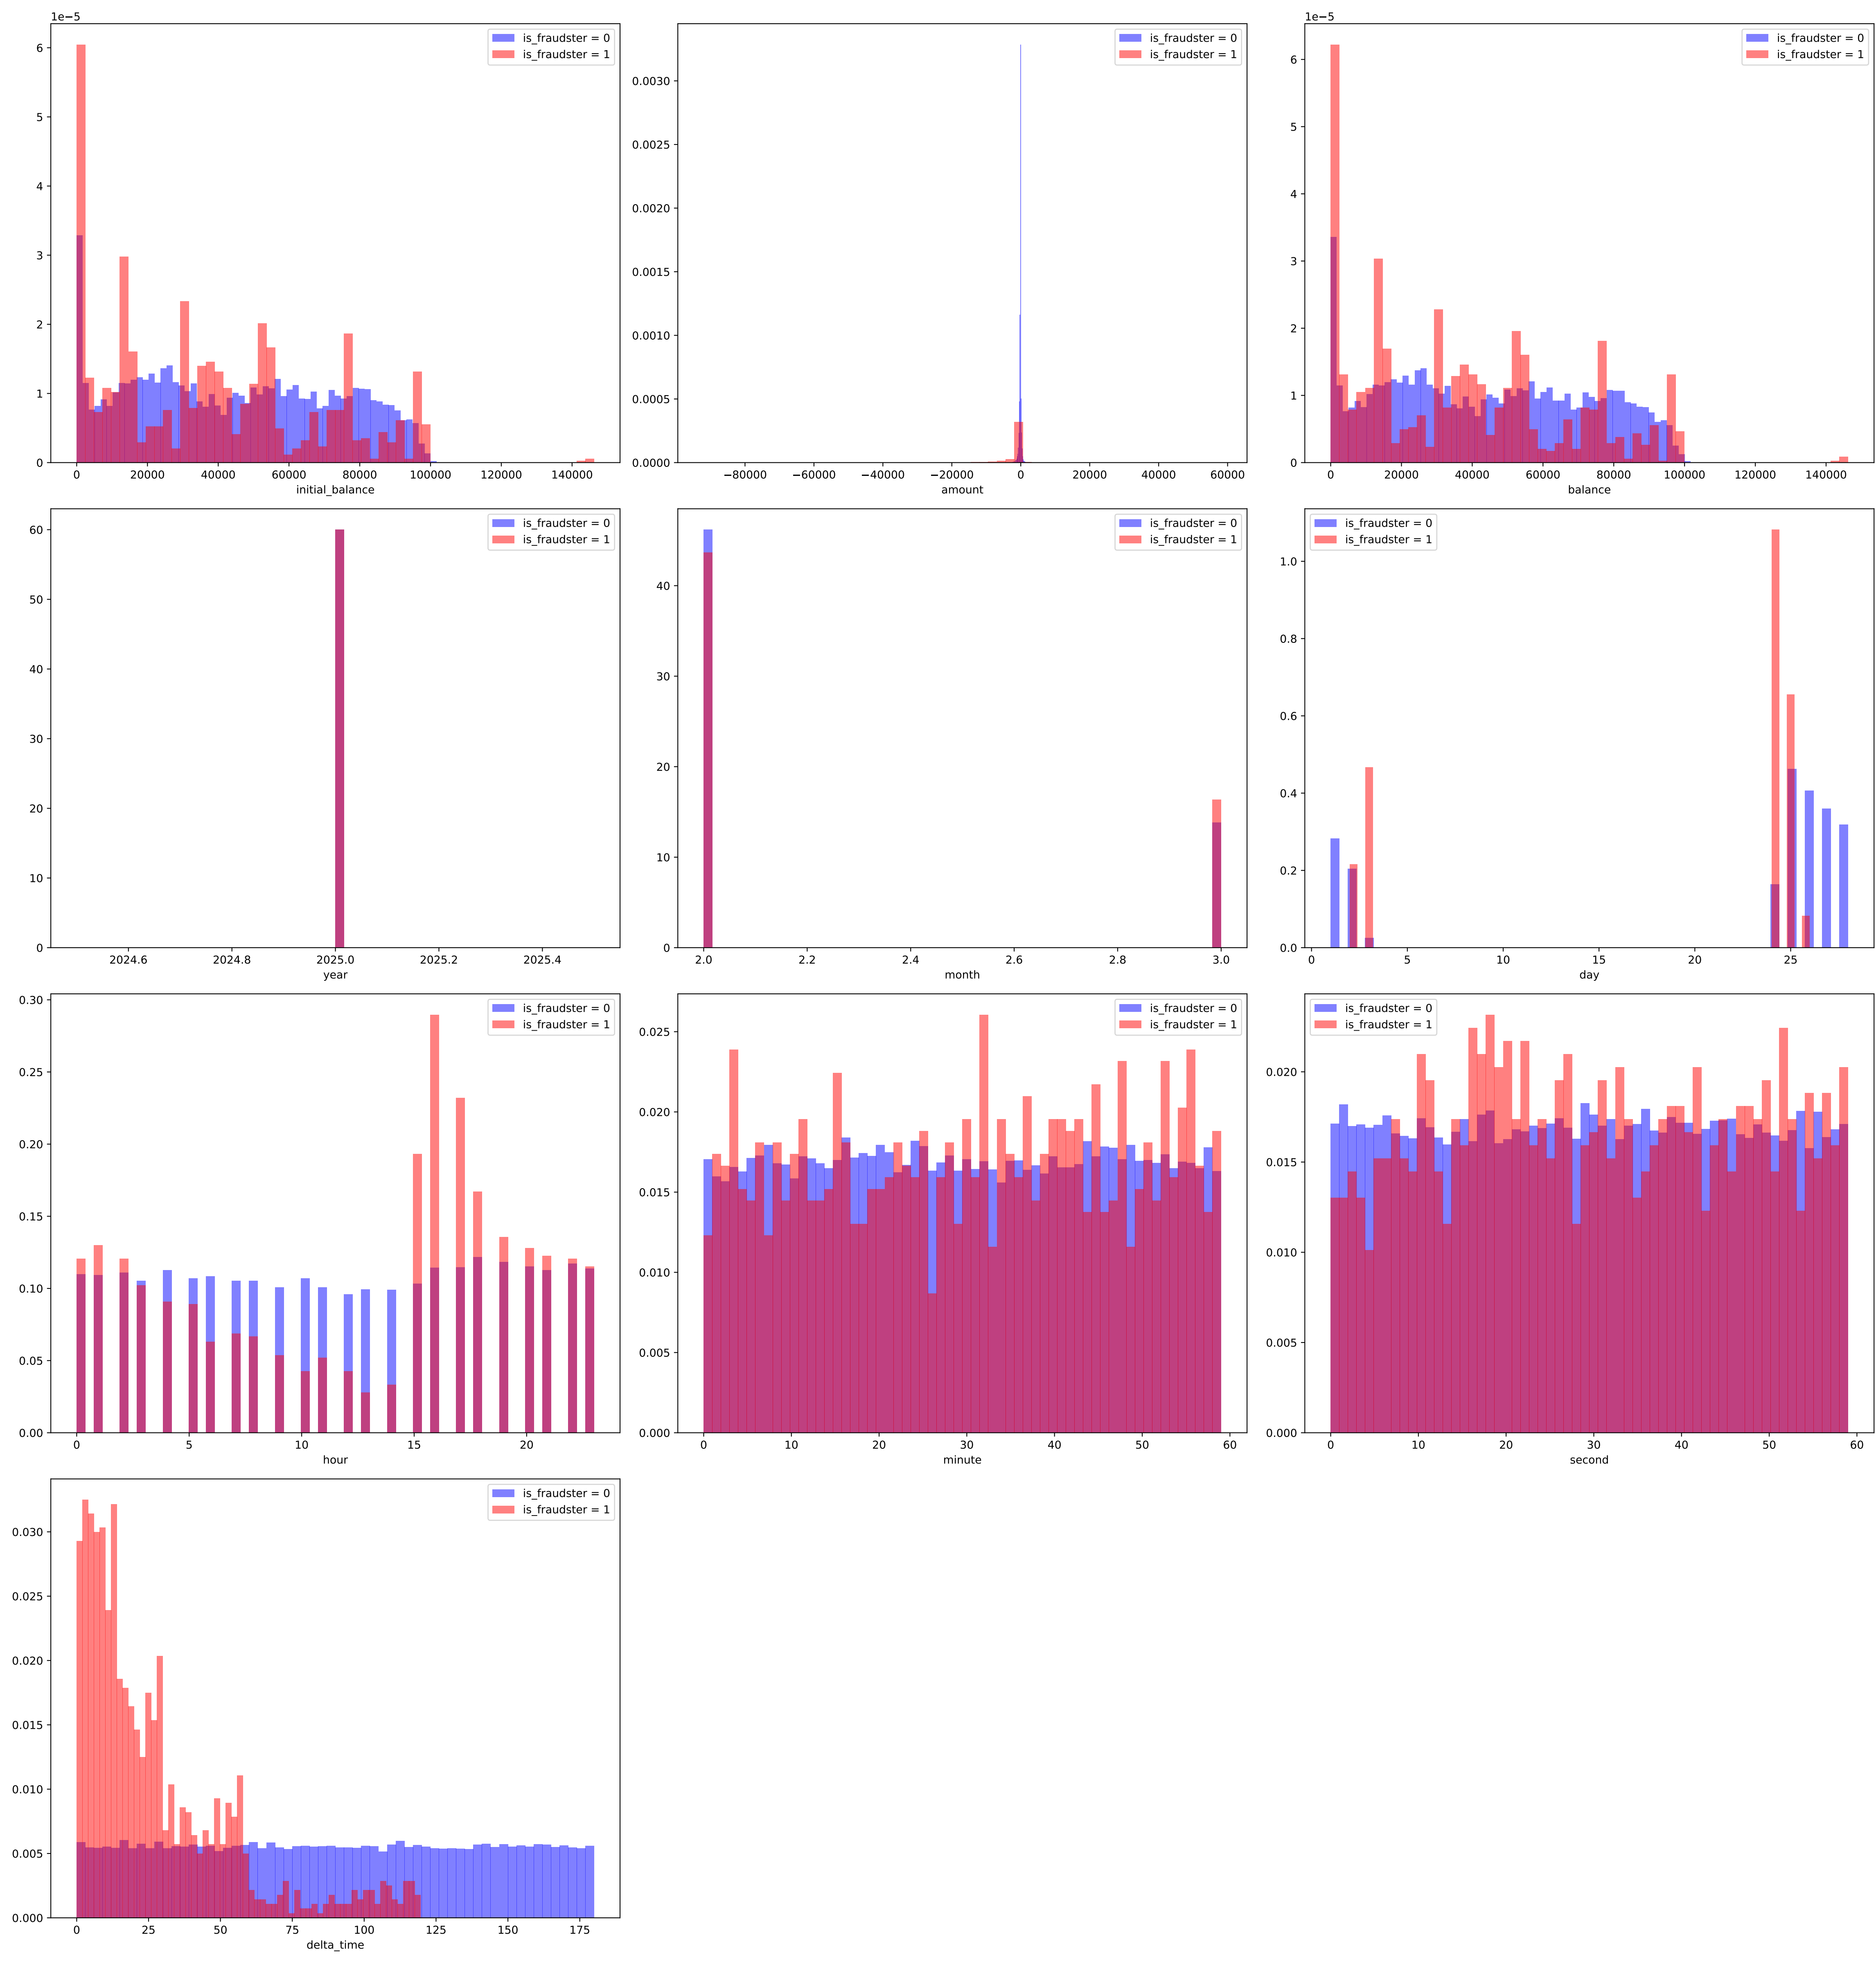 1e−5
is_fraudster = 0
is_fraudster = 1
6
5
4
3
2
1
0
0 20000 40000 60000 80000 100000 120000 140000
initial_balance
is_fraudster = 0
is_fraudster = 1
0.0030
0.0025
0.0020
0.0015
0.0010
0.0005
0.0000
−80000 −60000 −40000 −20000 0 20000 40000 60000
amount
1e−5
is_fraudster = 0
is_fraudster = 1
6
5
4
3
2
1
0
0 20000 40000 60000 80000 100000 120000 140000
balance
is_fraudster = 0
is_fraudster = 1
60
50
40
30
20
10
0
2024.6 2024.8 2025.0 2025.2 2025.4
year
is_fraudster = 0
is_fraudster = 1
40
30
20
10
0
2.0 2.2 2.4 2.6 2.8 3.0
month
is_fraudster = 0
is_fraudster = 1
1.0
0.8
0.6
0.4
0.2
0.0
0 5 10 15 20 25
day
is_fraudster = 0
is_fraudster = 1
0.30
0.25
0.20
0.15
0.10
0.05
0.00
0 5 10 15 20
hour
is_fraudster = 0
is_fraudster = 1
0.025
0.020
0.015
0.010
0.005
0.000
0 10 20 30 40 50 60
minute
is_fraudster = 0
is_fraudster = 1
0.020
0.015
0.010
0.005
0.000
0 10 20 30 40 50 60
second
is_fraudster = 0
is_fraudster = 1
0.030
0.025
0.020
0.015
0.010
0.005
0.000
0 25 50 75 100 125 150 175
delta_time